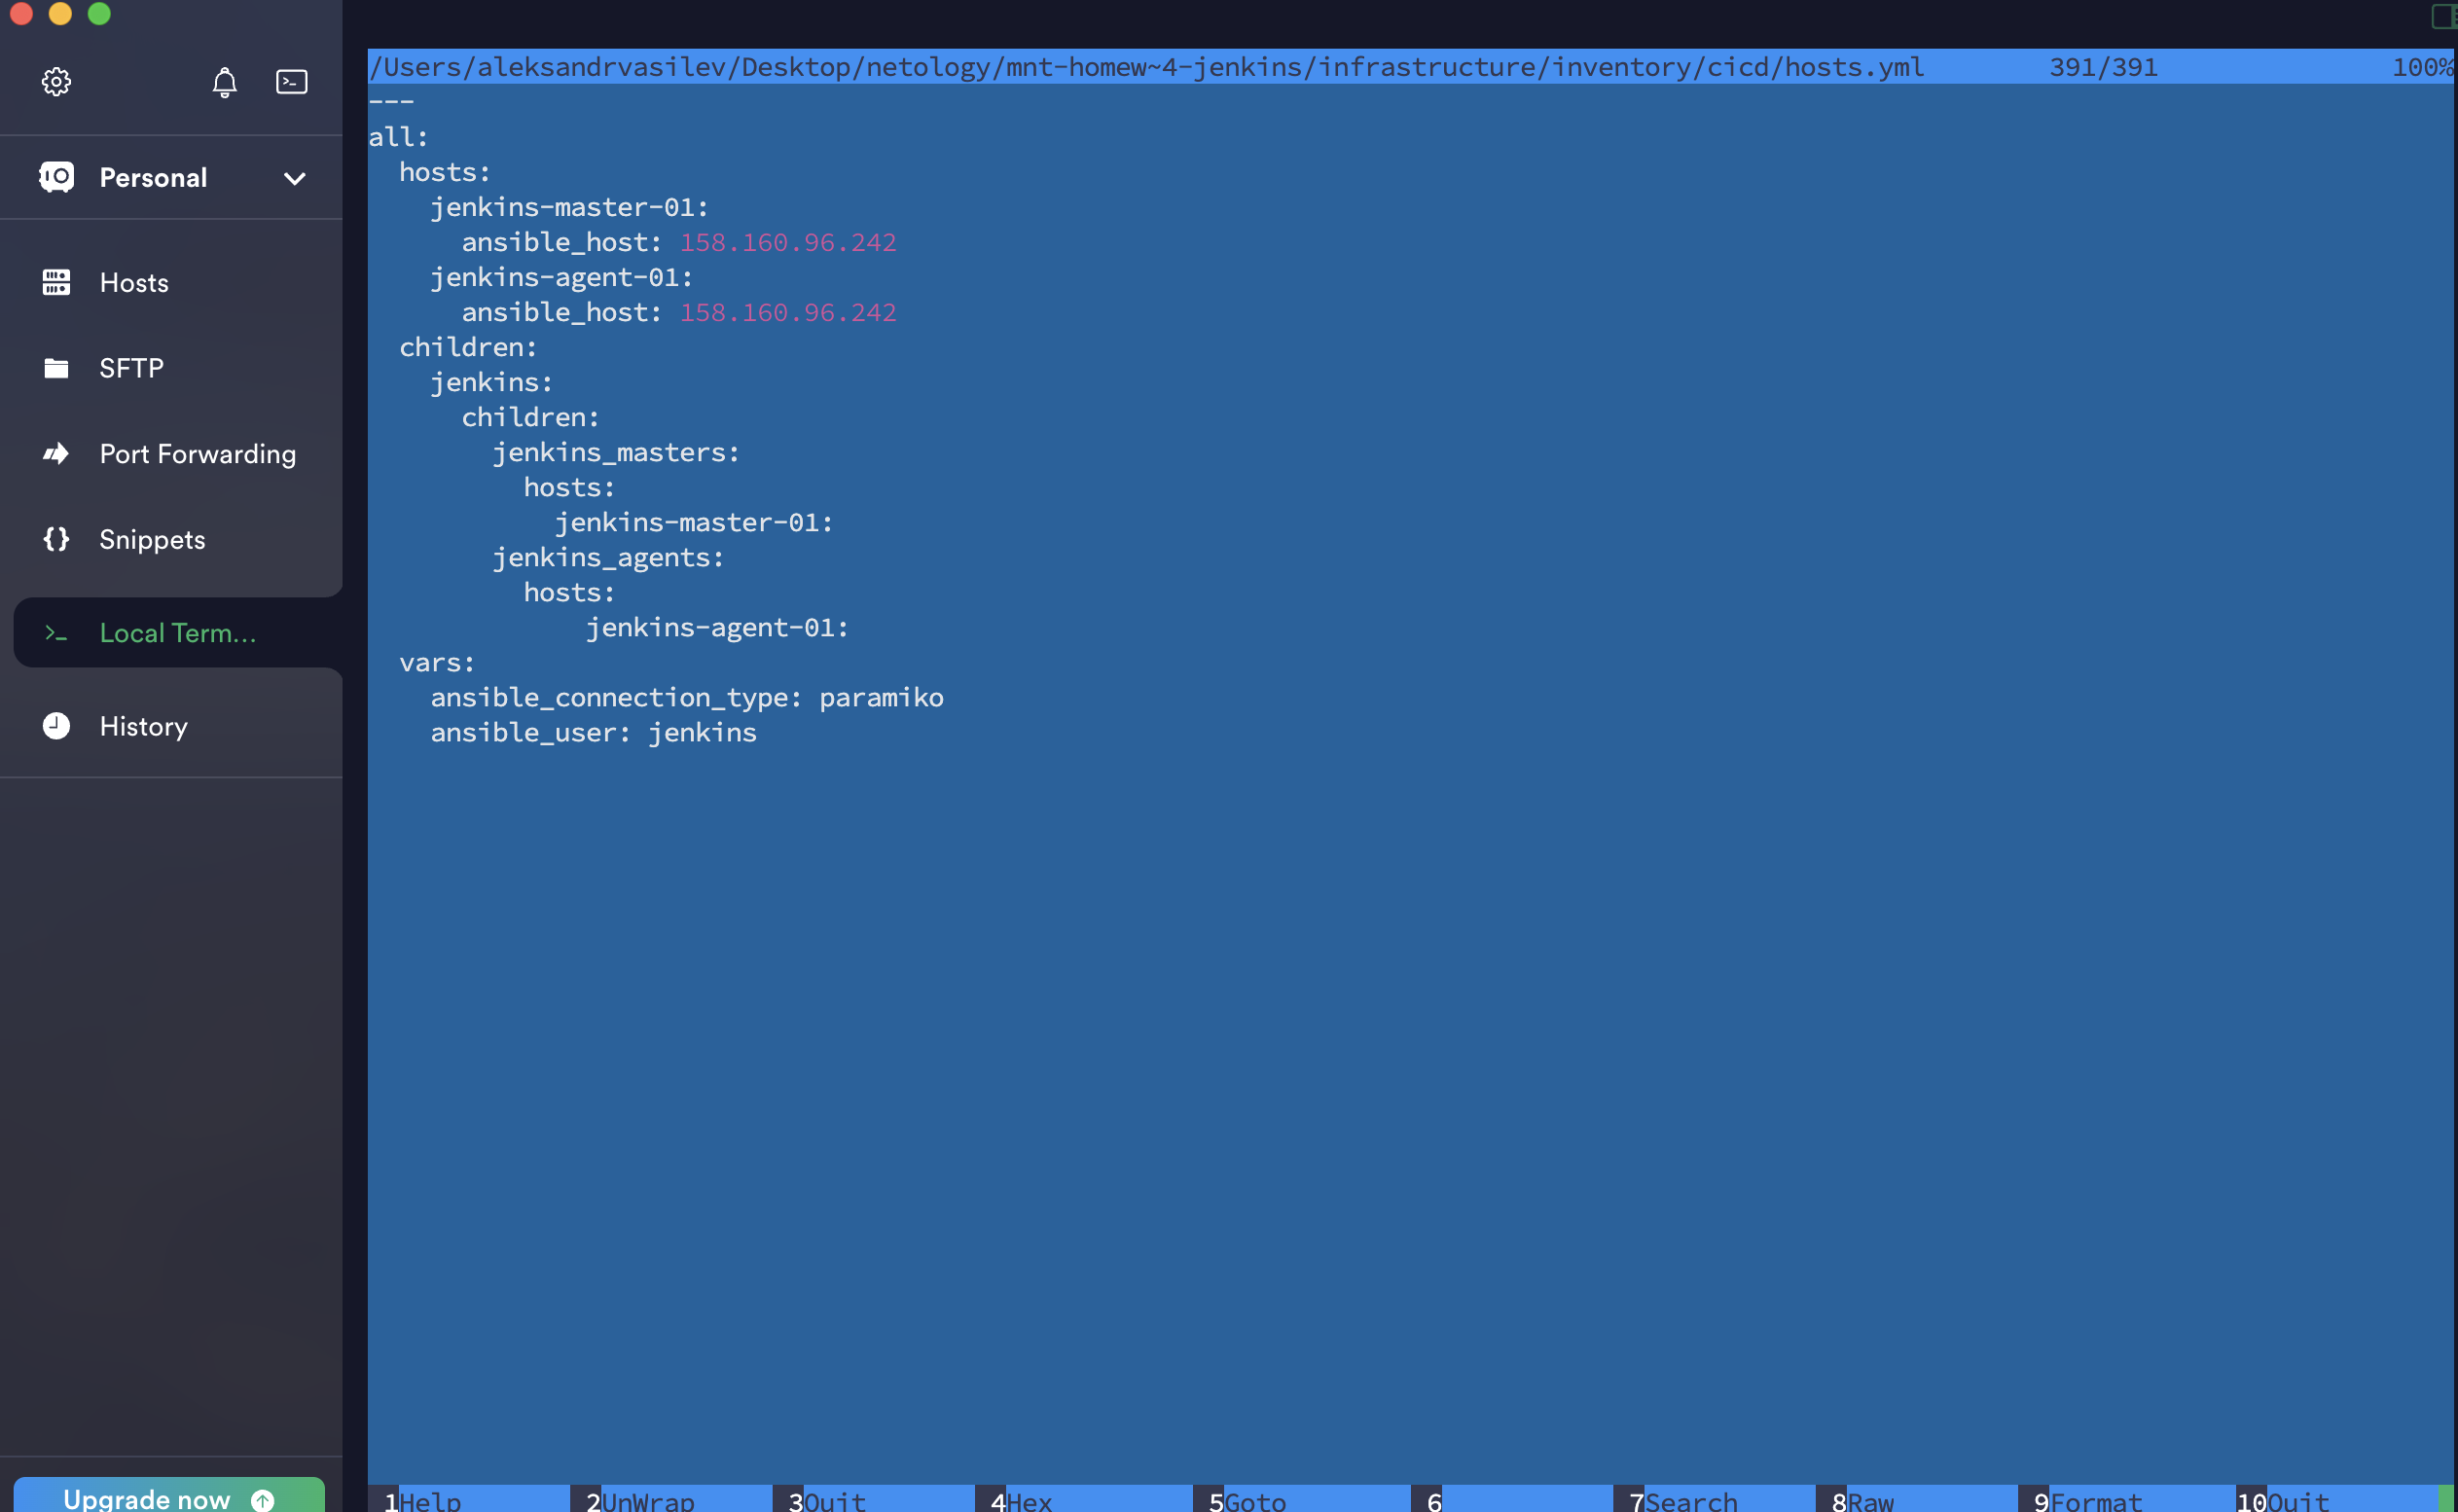 Personal
Hosts
SFTP
Port Forwarding
Snippets
Local Term...
History
Upgrade now
/Users/aleksandrvasilev/Desktop/netology/mnt-homew~4-jenkins/infrastructure/inventory/cicd/hosts.yml 391/391 100%
---
all:
  hosts:
    jenkins-master-01:
      ansible_host: 158.160.96.242
    jenkins-agent-01:
      ansible_host: 158.160.96.242
  children:
    jenkins:
      children:
        jenkins_masters:
          hosts:
            jenkins-master-01:
        jenkins_agents:
          hosts:
              jenkins-agent-01:
  vars:
    ansible_connection_type: paramiko
    ansible_user: jenkins
1Help 2UnWrap 3Quit 4Hex 5Goto 6 7Search 8Raw 9Format 10Quit